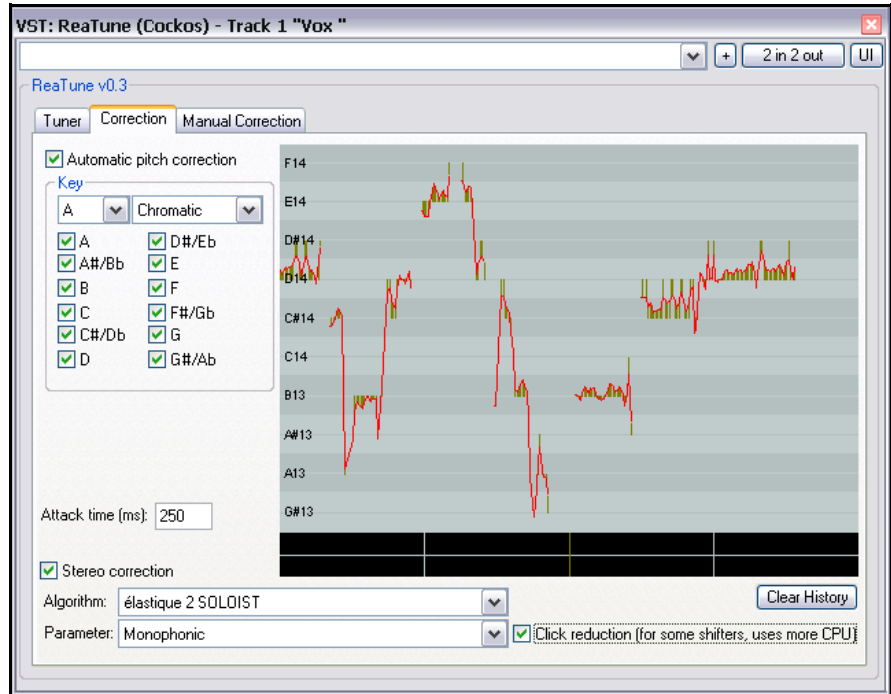 VST: ReaTune (Cockos) - Track 1 "Vox "
+ 2 in 2 out UI
ReaTune v0.3
Tuner Correction Manual Correction
Automatic pitch correction
Key
A Chromatic
A D#/Eb
A#/Bb E
B F
C F#/Gb
C#/Db G
D G#/Ab
F14
E14
D#14
D14
C#14
C14
B13
A#13
A13
G#13
Attack time (ms): 250
Stereo correction
Algorithm: élastique 2 SOLOIST
Clear History
Parameter: Monophonic
Click reduction (for some shifters, uses more CPU)